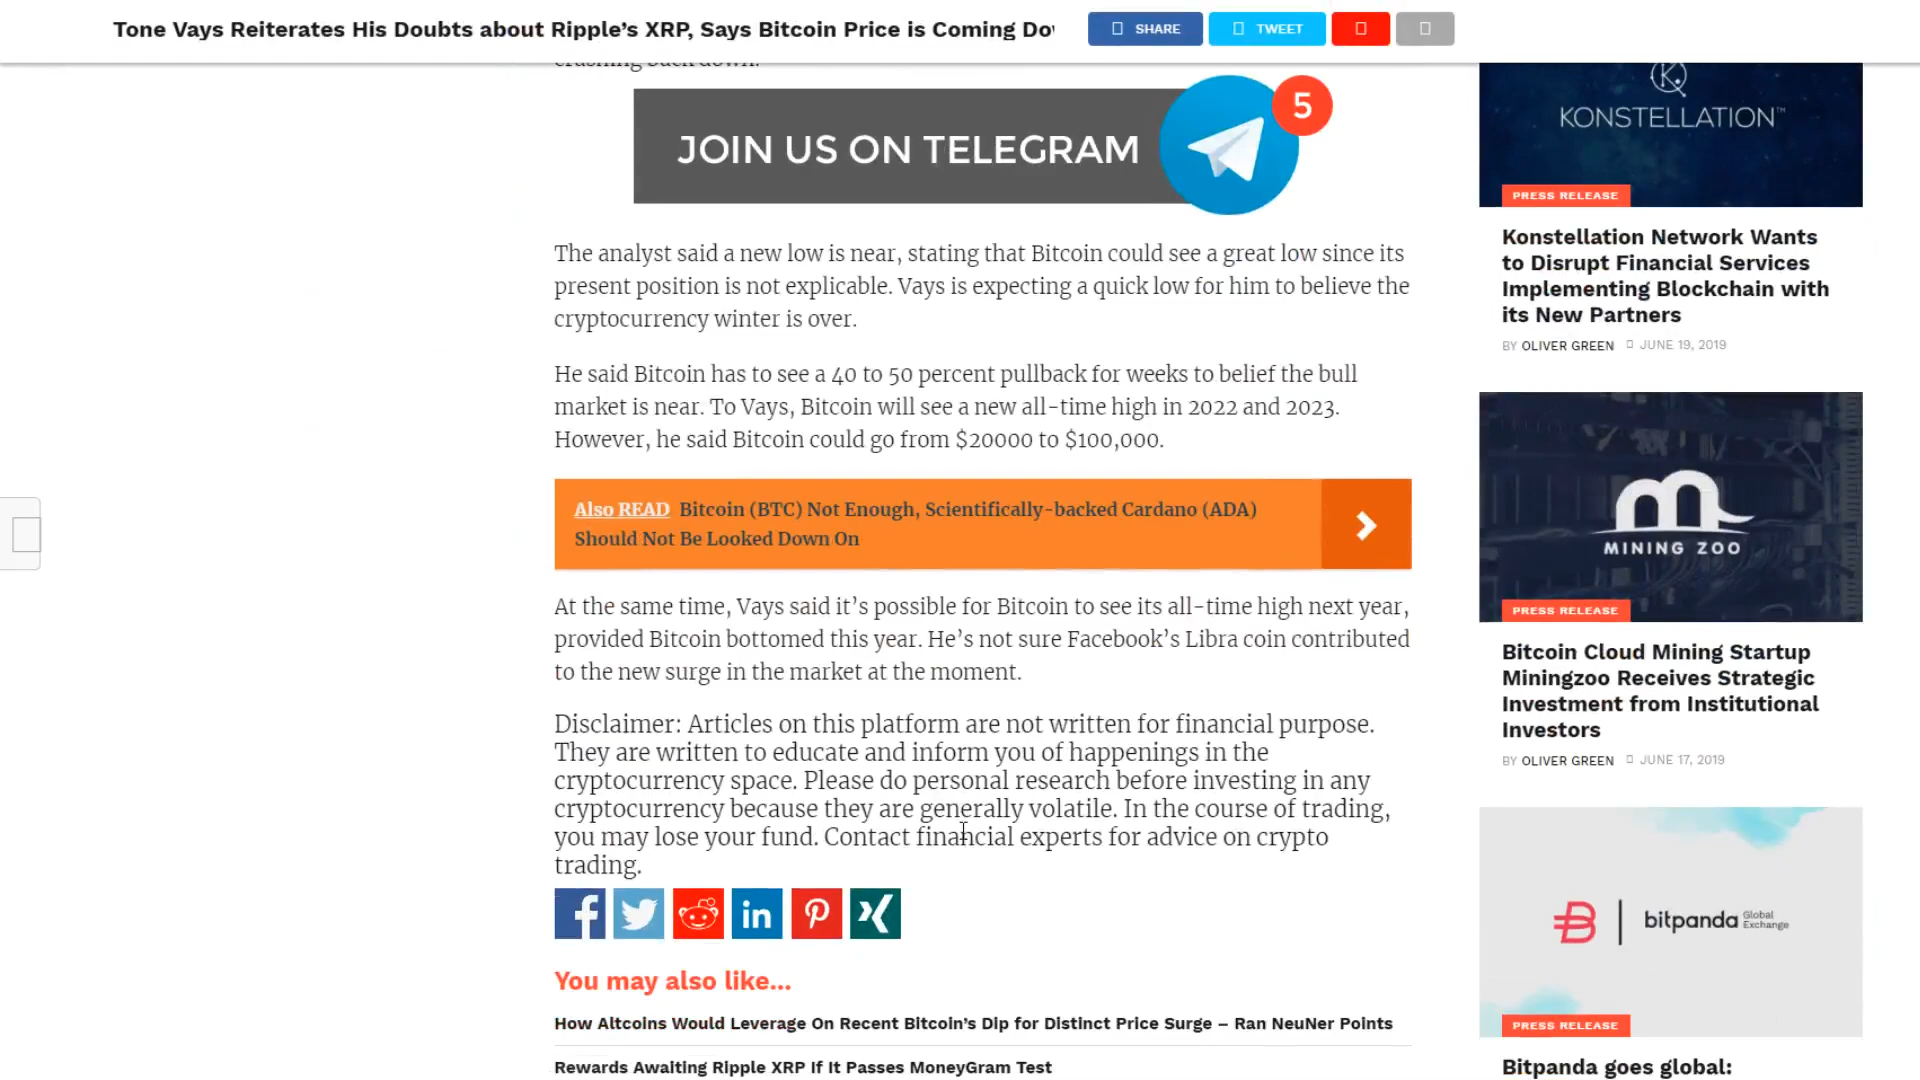 Tone Vays Reiterates His Doubts about Ripple’s XRP, Says Bitcoin Price is Coming Do
SHARE
TWEET
crashing back down.
JOIN US ON TELEGRAM
5
The analyst said a new low is near, stating that Bitcoin could see a great low since its
present position is not explicable. Vays is expecting a quick low for him to believe the
cryptocurrency winter is over.
He said Bitcoin has to see a 40 to 50 percent pullback for weeks to belief the bull
market is near. To Vays, Bitcoin will see a new all-time high in 2022 and 2023.
However, he said Bitcoin could go from $20000 to $100,000.
Also READ Bitcoin (BTC) Not Enough, Scientifically-backed Cardano (ADA)
Should Not Be Looked Down On
At the same time, Vays said it’s possible for Bitcoin to see its all-time high next year,
provided Bitcoin bottomed this year. He’s not sure Facebook’s Libra coin contributed
to the new surge in the market at the moment.
Disclaimer: Articles on this platform are not written for financial purpose.
They are written to educate and inform you of happenings in the
cryptocurrency space. Please do personal research before investing in any
cryptocurrency because they are generally volatile. In the course of trading,
you may lose your fund. Contact financial experts for advice on crypto
trading.
You may also like...
How Altcoins Would Leverage On Recent Bitcoin’s Dip for Distinct Price Surge – Ran NeuNer Points
Rewards Awaiting Ripple XRP If It Passes MoneyGram Test
KONSTELLATION™
PRESS RELEASE
Konstellation Network Wants
to Disrupt Financial Services
Implementing Blockchain with
its New Partners
BY OLIVER GREEN JUNE 19, 2019
MINING ZOO
PRESS RELEASE
Bitcoin Cloud Mining Startup
Miningzoo Receives Strategic
Investment from Institutional
Investors
BY OLIVER GREEN JUNE 17, 2019
bitpanda Global
Exchange
PRESS RELEASE
Bitpanda goes global: